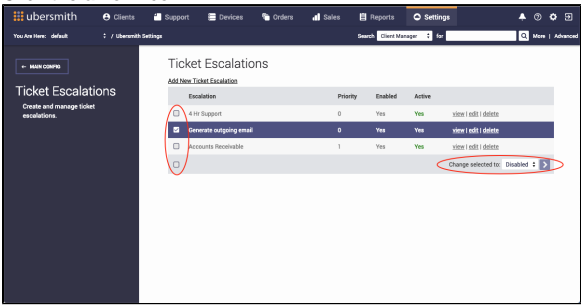 ubersmith Clients Support Devices Orders Sales Reports Settings
You Are Here: default / Ubersmith Settings Search Client Manager for More | Advanced
← MAIN CONFIG
Ticket Escalations
Create and manage ticket
escalations.
Ticket Escalations
Add New Ticket Escalation
Escalation Priority Enabled Active
4 Hr Support 0 Yes Yes view | edit | delete
Generate outgoing email 0 Yes Yes view | edit | delete
Accounts Receivable 1 Yes Yes view | edit | delete
Change selected to: Disabled